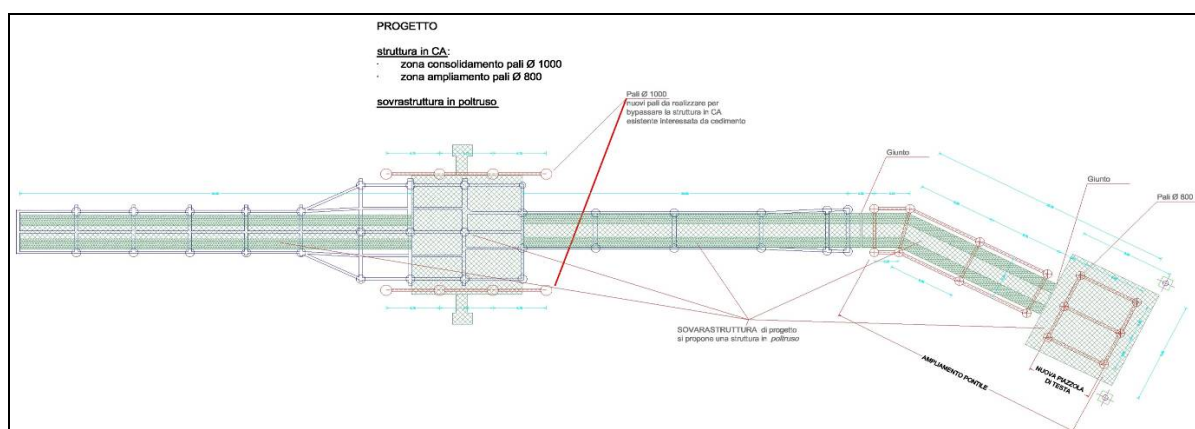 PROGETTO
struttura in CA:
· zona consolidamento pali Ø 1000
· zona ampliamento pali Ø 800
sovrastruttura in poltruso
Pali Ø 1000
nuovi pali da realizzare per
bypassare la struttura in CA
esistente interessata da cedimento
Giunto
Giunto
Pali Ø 800
SOVARASTRUTTURA di progetto
si propone una struttura in poltruso
AMPLIAMENTO PONTILE
NUOVA PIAZZOLA
DI TESTA